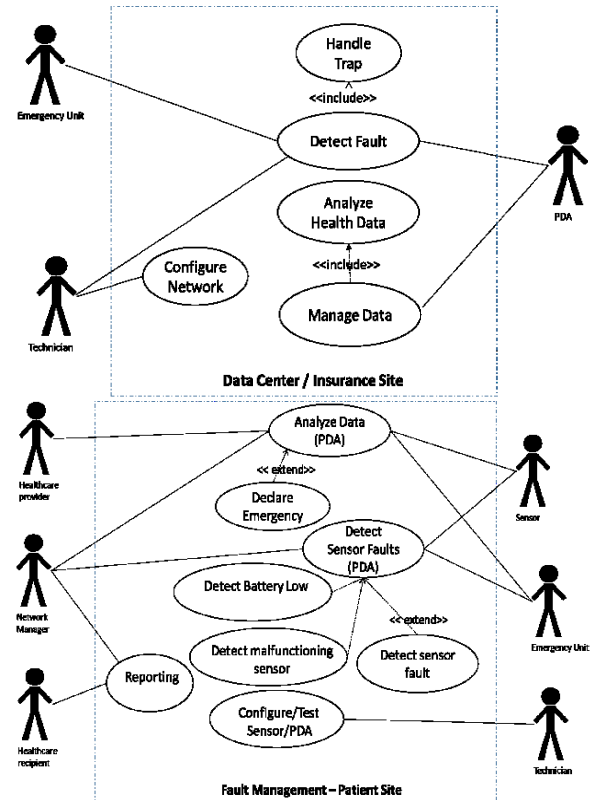 Handle
Trap
<<include>>
Emergency Unit
Detect Fault
Analyze
Health Data
PDA
<<include>>
Configure
Network
Manage Data
Technician
Data Center / Insurance Site
Analyze Data
(PDA)
Healthcare
provider
<< extend>>
Declare
Emergency
Sensor
Detect
Sensor Faults
(PDA)
Detect Battery Low
Network
Manager
<< extend>>
Emergency Unit
Detect malfunctioning
sensor
Detect sensor
fault
Reporting
Configure/Test
Sensor/PDA
Healthcare
recipient
Technician
Fault Management – Patient Site